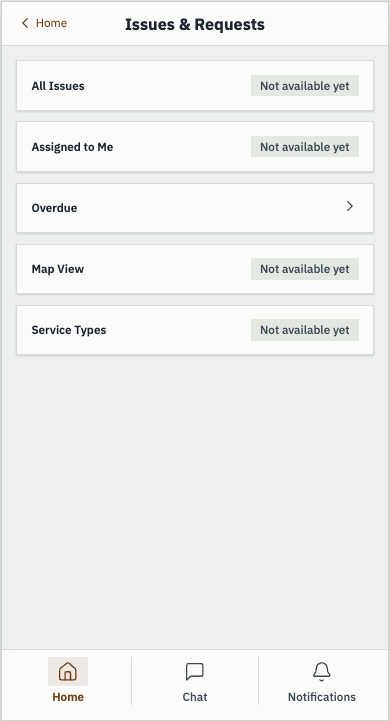 Home
Issues & Requests
All Issues
Not available yet
Assigned to Me
Not available yet
Overdue
Map View
Not available yet
Service Types
Not available yet
Home
Chat
Notifications